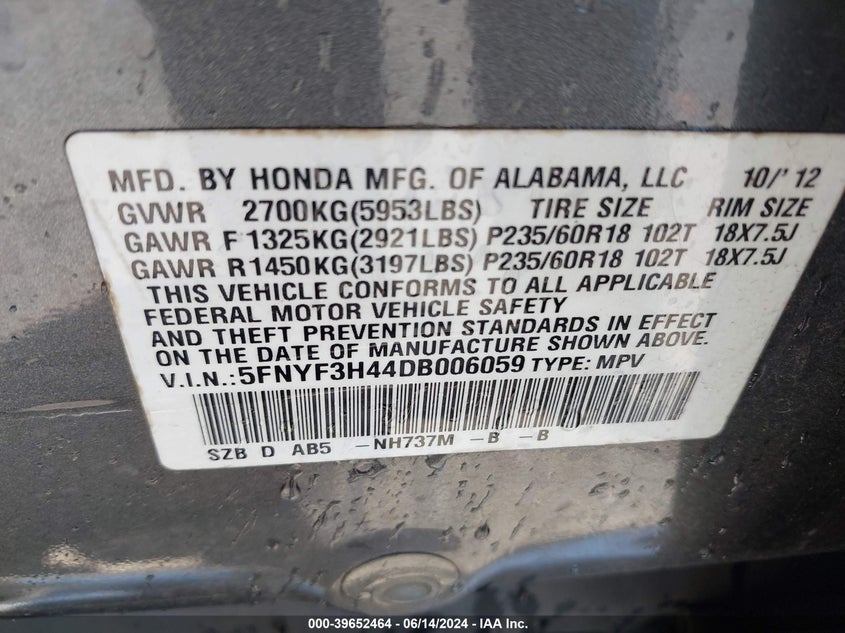 MFD. BY HONDA MFG. OF ALABAMA, LLC 10/'12
GVWR 2700KG(5953LBS) TIRE SIZE RIM SIZE
GAWR F 1325KG(2921LBS) P235/60R18 102T 18X7.5J
GAWR R 1450KG(3197LBS) P235/60R18 102T 18X7.5J
THIS VEHICLE CONFORMS TO ALL APPLICABLE
FEDERAL MOTOR VEHICLE SAFETY
AND THEFT PREVENTION STANDARDS IN EFFECT
ON THE DATE OF MANUFACTURE SHOWN ABOVE.
V.I.N.:5FNYF3H44DB006059 TYPE: MPV
SZB D AB5 -NH737M -B -B
000-39652464 - 06/14/2024 - IAA Inc.